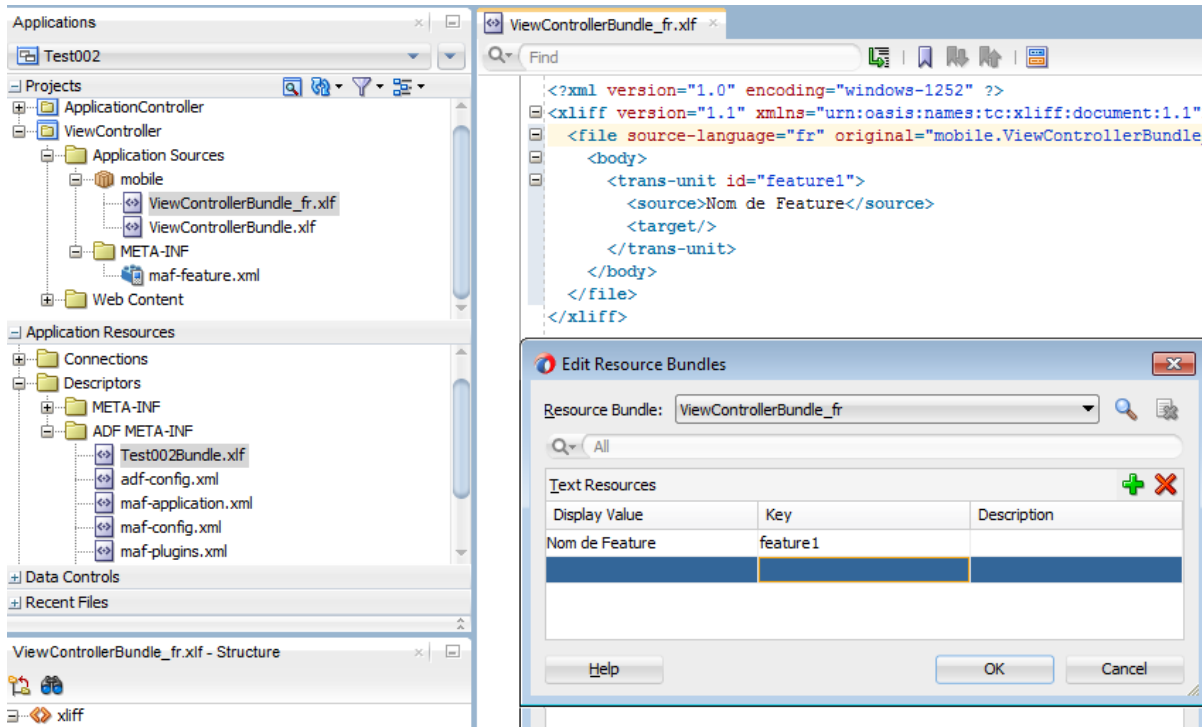 Applications
Test002
Projects
ApplicationController
ViewController
Application Sources
mobile
ViewControllerBundle_fr.xlf
ViewControllerBundle.xlf
META-INF
maf-feature.xml
Web Content
Application Resources
Connections
Descriptors
META-INF
ADF META-INF
Test002Bundle.xlf
adf-config.xml
maf-application.xml
maf-config.xml
maf-plugins.xml
Data Controls
Recent Files
ViewControllerBundle_fr.xlf - Structure
xliff
ViewControllerBundle_fr.xlf
Find
<?xml version="1.0" encoding="windows-1252" ?>
<xliff version="1.1" xmlns="urn:oasis:names:tc:xliff:document:1.1"
<file source-language="fr" original="mobile.ViewControllerBundle_
<body>
<trans-unit id="feature1">
<source>Nom de Feature</source>
<target/>
</trans-unit>
</body>
</file>
</xliff>
Edit Resource Bundles
Resource Bundle: ViewControllerBundle_fr
All
Text Resources
Display Value Key Description
Nom de Feature feature1
Help OK Cancel